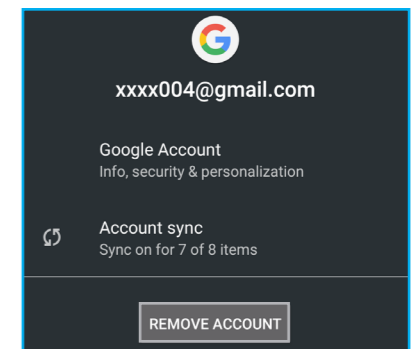 xxxx004@gmail.com
Google Account
Info, security & personalization
Account sync
Sync on for 7 of 8 items
REMOVE ACCOUNT